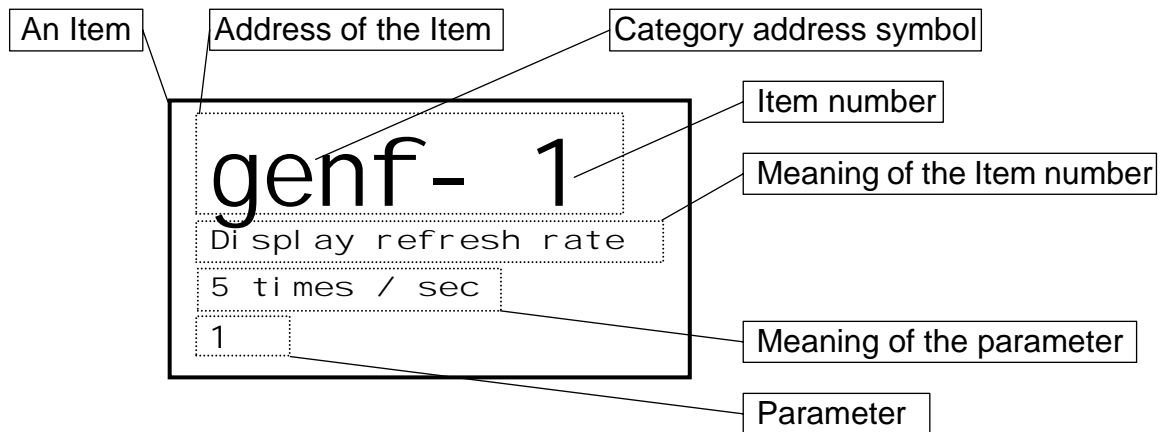 An Item
Address of the Item
Category address symbol
Item number
genf- 1
Meaning of the Item number
Display refresh rate
5 times / sec
1
Meaning of the parameter
Parameter